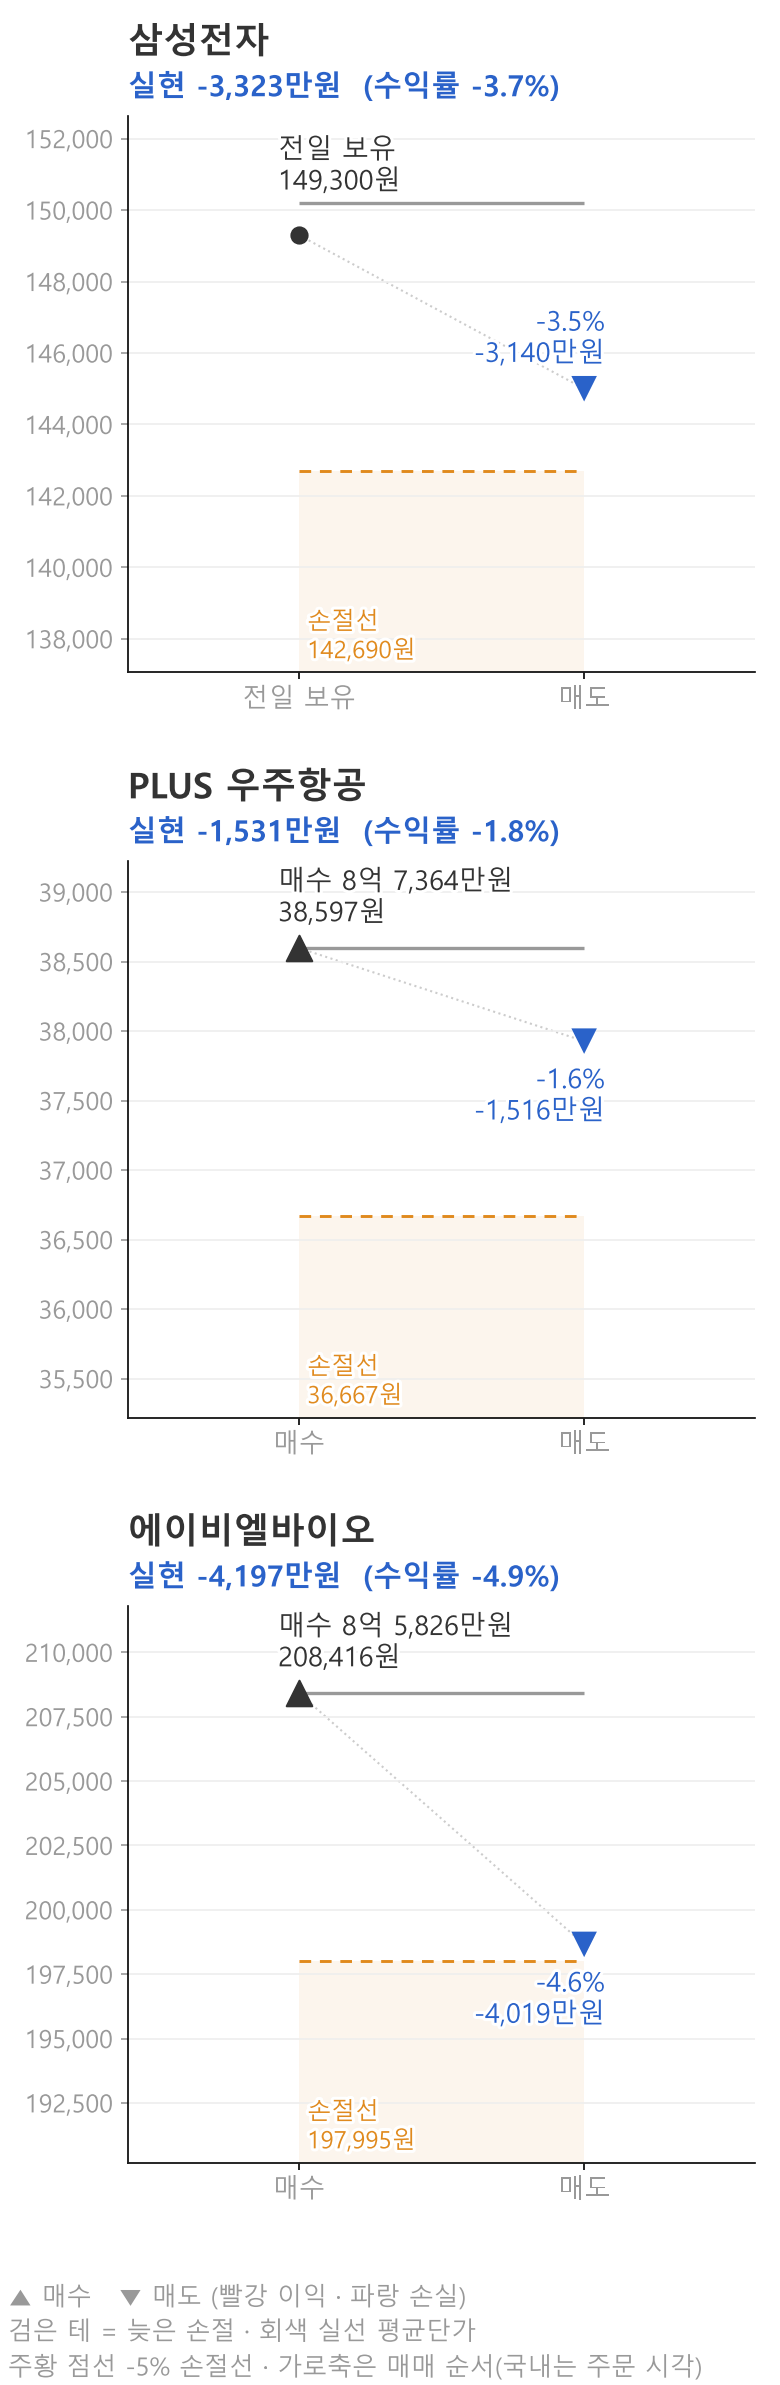 삼성전자
실현 -3,323만원 (수익률 -3.7%)
152,000
전일 보유
149,300원
150,000
148,000
-3.5%
146,000
-3,140만원
144,000
142,000
140,000
손절선
138,000
142,690원
전일 보유
매도
PLUS 우주항공
실현 -1,531만원 (수익률 -1.8%)
매수 8억 7,364만원
39,000
38,597원
38,500
38,000
-1.6%
37,500
-1,516만원
37,000
36,500
36,000
손절선
35,500
36,667원
매수
매도
에이비엘바이오
실현 -4,197만원 (수익률 -4.9%)
매수 8억 5,826만원
210,000
208,416원
207,500
205,000
202,500
200,000
197,500
-4.6%
-4,019만원
195,000
192,500
손절선
197,995원
매수
매도
▲ 매수 ▼ 매도 (빨강 이익 · 파랑 손실)
검은 테 = 늦은 손절 · 회색 실선 평균단가
주황 점선 -5% 손절선 · 가로축은 매매 순서(국내는 주문 시각)